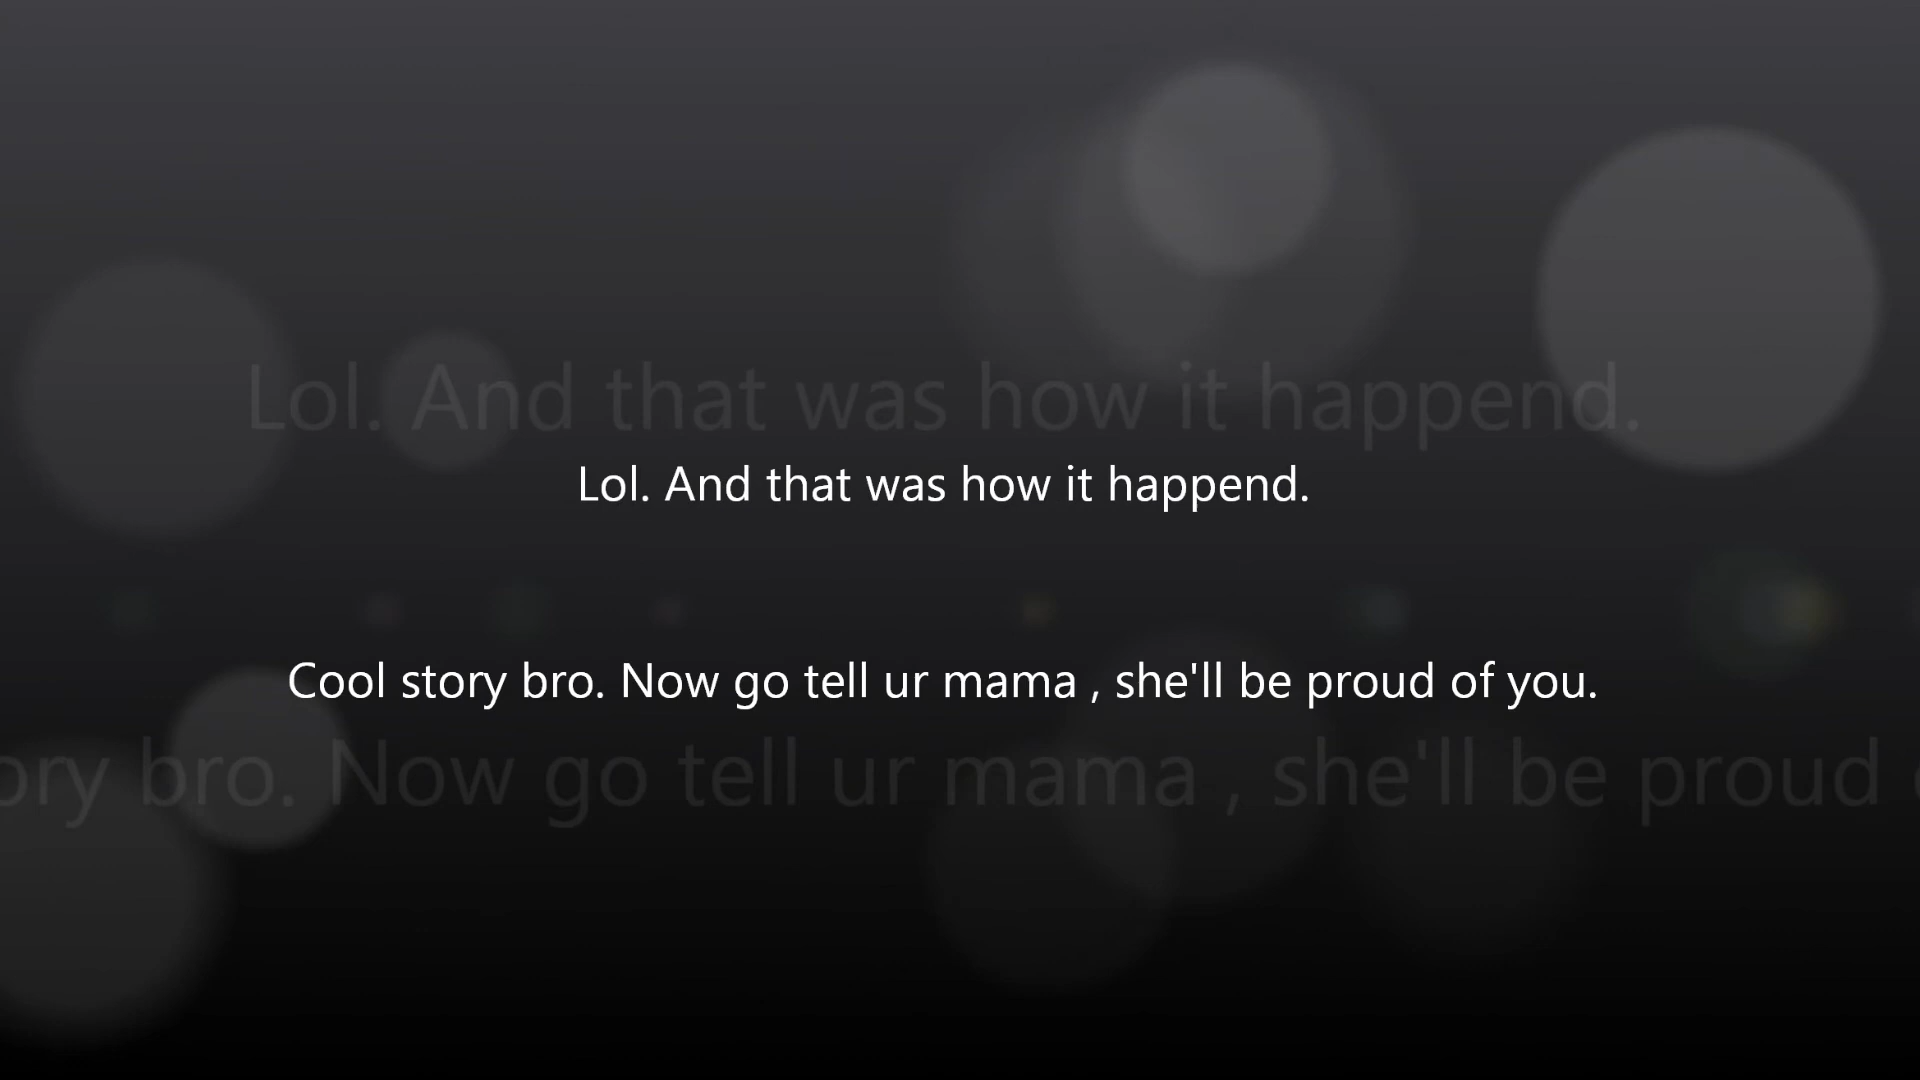 Lol. And that was how it happend.
Lol. And that was how it happend.
Cool story bro. Now go tell ur mama , she'll be proud of you.
ory bro. Now go tell ur mama , she'll be proud